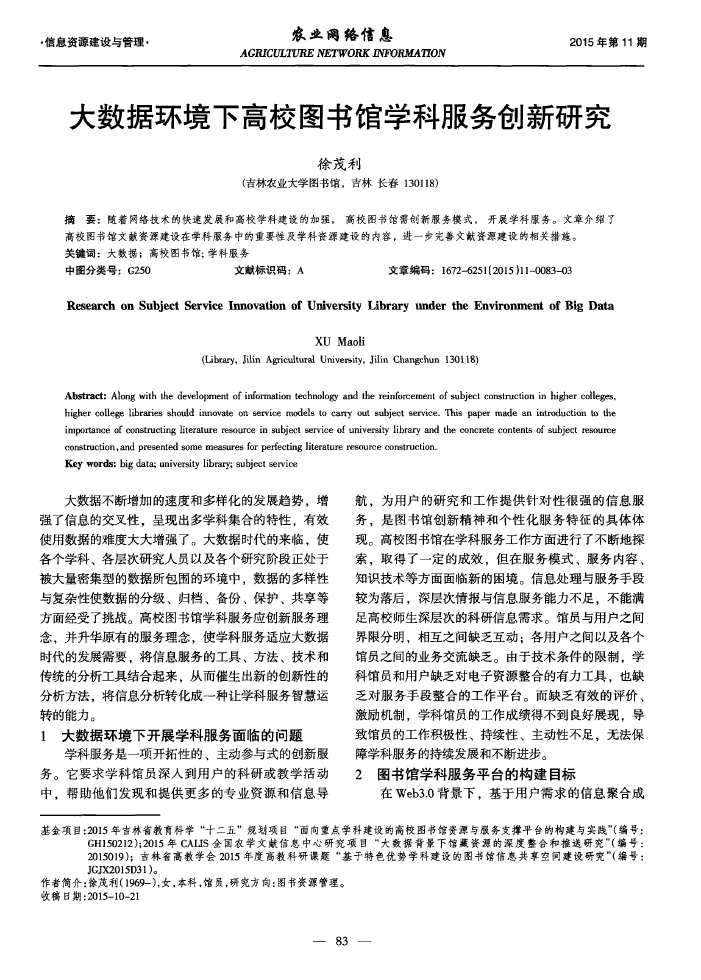 ·信息资源建设与管理·
农业网络信息
AGRICULTURE NETWORK INFORMATION
2015 年第 11 期
大数据环境下高校图书馆学科服务创新研究
徐茂利
(吉林农业大学图书馆, 吉林 长春 130118)
摘 要: 随着网络技术的快速发展和高校学科建设的加强, 高校图书馆需创新服务模式, 开展学科服务。文章介绍了
高校图书馆文献资源建设在学科服务中的重要性及学科资源建设的内容, 进一步完善文献资源建设的相关措施。
关键词: 大数据; 高校图书馆; 学科服务
中图分类号: G250 文献标识码: A 文章编码: 1672-6251(2015)11-0083-03
Research on Subject Service Innovation of University Library under the Environment of Big Data
XU Maoli
(Library, Jilin Agricultural University, Jilin Changchun 130118)
Abstract: Along with the development of information technology and the reinforcement of subject construction in higher colleges,
higher college libraries should innovate on service models to carry out subject service. This paper made an introduction to the
importance of constructing literature resource in subject service of university library and the concrete contents of subject resource
construction,and presented some measures for perfecting literature resource construction.
Key words: big data; university library; subject service
大数据不断增加的速度和多样化的发展趋势, 增
强了信息的交叉性, 呈现出多学科集合的特性, 有效
使用数据的难度大大增强了。大数据时代的来临, 使
各个学科、各层次研究人员以及各个研究阶段正处于
被大量密集型的数据所包围的环境中, 数据的多样性
与复杂性使数据的分级、归档、备份、保护、共享等
方面经受了挑战。高校图书馆学科服务应创新服务理
念, 并升华原有的服务理念, 使学科服务适应大数据
时代的发展需要, 将信息服务的工具、方法、技术和
传统的分析工具结合起来, 从而催生出新的创新性的
分析方法, 将信息分析转化成一种让学科服务智慧运
转的能力。
1 大数据环境下开展学科服务面临的问题
学科服务是一项开拓性的、主动参与式的创新服
务。它要求学科馆员深入到用户的科研或教学活动
中, 帮助他们发现和提供更多的专业资源和信息导
航, 为用户的研究和工作提供针对性很强的信息服
务, 是图书馆创新精神和个性化服务特征的具体体
现。高校图书馆在学科服务工作方面进行了不断地探
索, 取得了一定的成效, 但在服务模式、服务内容、
知识技术等方面面临新的困境。信息处理与服务手段
较为落后, 深层次情报与信息服务能力不足, 不能满
足高校师生深层次的科研信息需求。馆员与用户之间
界限分明, 相互之间缺乏互动; 各用户之间以及各个
馆员之间的业务交流缺乏。由于技术条件的限制, 学
科馆员和用户缺乏对电子资源整合的有力工具, 也缺
乏对服务手段整合的工作平台。而缺乏有效的评价、
激励机制, 学科馆员的工作成绩得不到良好展现, 导
致馆员的工作积极性、持续性、主动性不足, 无法保
障学科服务的持续发展和不断进步。
2 图书馆学科服务平台的构建目标
在 Web3.0 背景下, 基于用户需求的信息聚合成
基金项目:2015 年吉林省教育科学“十二五”规划项目“面向重点学科建设的高校图书馆资源与服务支撑平台的构建与实践”(编号:
GH150212);2015 年 CALIS 全国农学文献信息中心研究项目“大数据背景下馆藏资源的深度整合和推送研究”(编号:
2015019); 吉林省高教学会 2015 年度高教科研课题“基于特色优势学科建设的图书馆信息共享空间建设研究”(编号:
JGJX2015D31)。
作者简介:徐茂利(1969-),女,本科,馆员,研究方向:图书资源管理。
收稿日期:2015-10-21
— 83 —